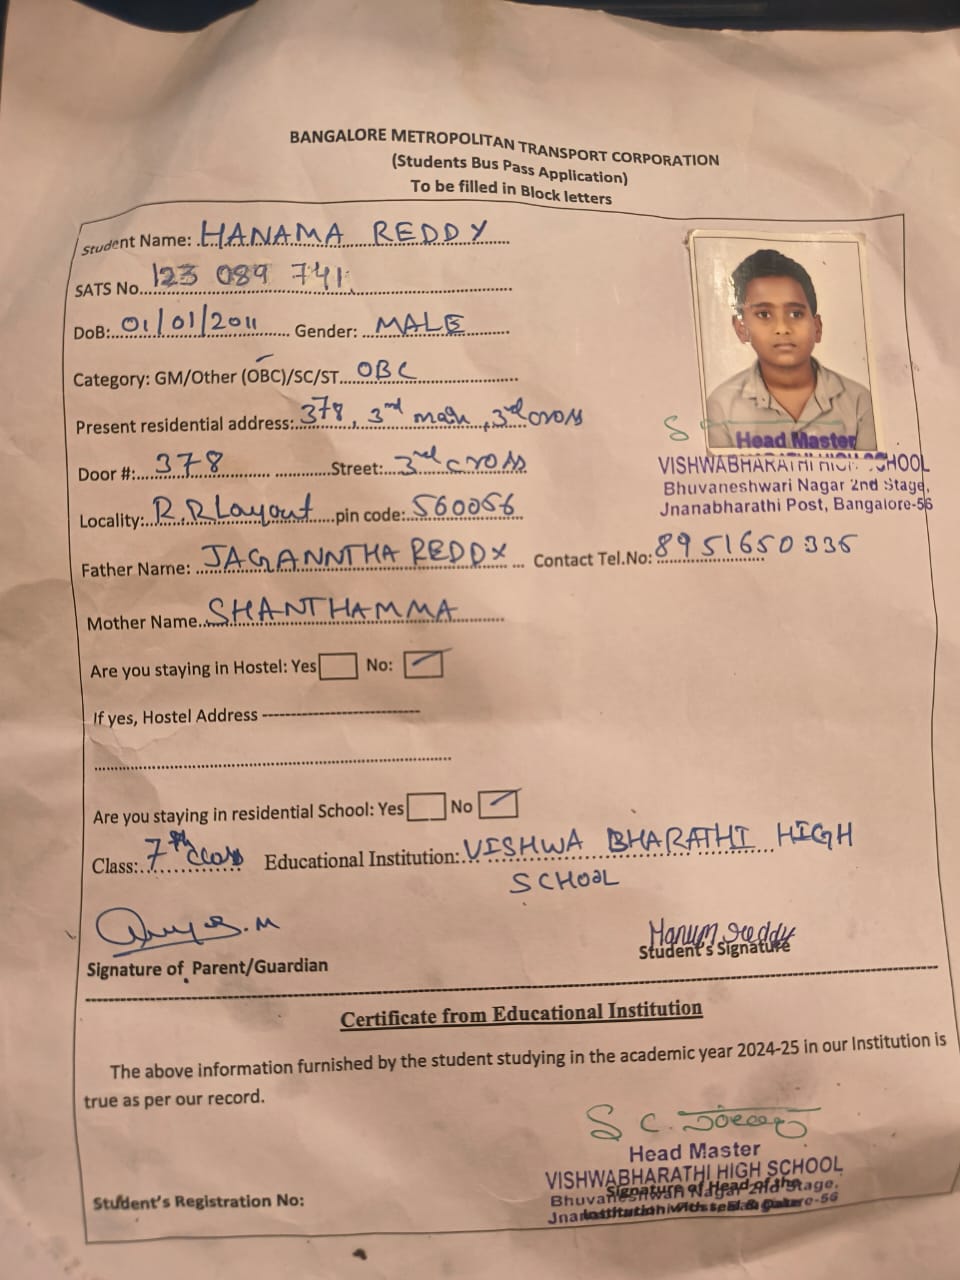 BANGALORE METROPOLITAN TRANSPORT CORPORATION
(Students Bus Pass Application)
To be filled in Block letters
Student Name: HANAMA REDDY
SATS No 123 089 741
DoB: 01/01/2011 Gender: MALE
Category: GM/Other (OBC)/SC/ST OBC
Present residential address: 378, 3rd main, 3rd cross
Door #: 378 Street: 3rd cross
Locality: R R Layout pin code: 560056
Father Name: JAGANNTHA REDDY Contact Tel.No: 8951650336
Mother Name SHANTHAMMA
Head Master
VISHWABHARATHI HIGH SCHOOL
Bhuvaneshwari Nagar 2nd Stage,
Jnanabharathi Post, Bangalore-56
Are you staying in Hostel: Yes No:
If yes, Hostel Address
Are you staying in residential School: Yes No
Class: 7th class Educational Institution: VISHWA BHARATHI HIGH
SCHOOL
Signature of Parent/Guardian
Student's Signature
Certificate from Educational Institution
The above information furnished by the student studying in the academic year 2024-25 in our Institution is
true as per our record.
Head Master
VISHWABHARATHI HIGH SCHOOL
Bhuvaneshwari Nagar 2nd Stage,
Signature of Head of the
Institution with seal & Date
Student's Registration No: